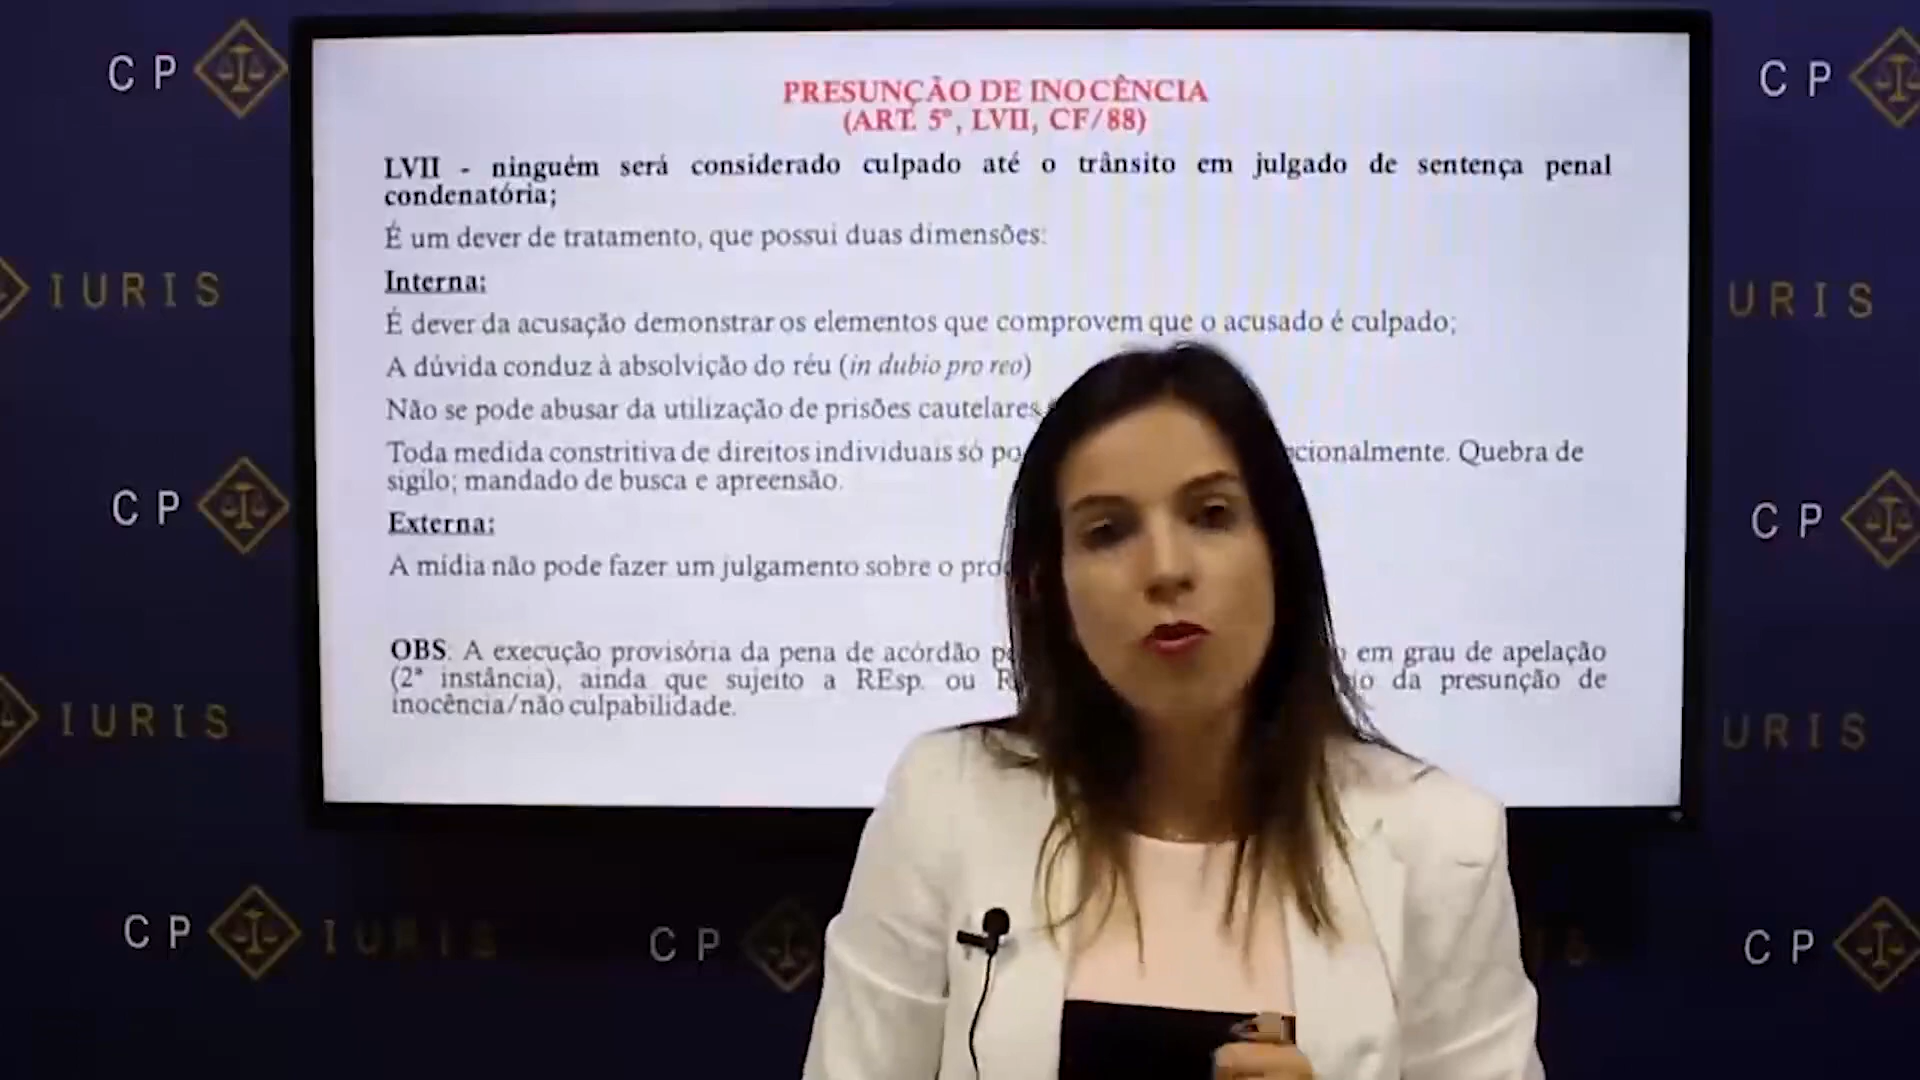 CP
CP
PRESUNÇÃO DE INOCÊNCIA
(ART. 5º, LVII, CF/88)
LVII - ninguém será considerado culpado até o trânsito em julgado de sentença penal
condenatória;
É um dever de tratamento, que possui duas dimensões:
Interna:
IURIS
URIS
É dever da acusação demonstrar os elementos que comprovem que o acusado é culpado;
A dúvida conduz à absolvição do réu (in dubio pro reo)
Não se pode abusar da utilização de prisões cautelares
Toda medida constritiva de direitos individuais só cionalmente. Quebra de
sigilo; mandado de busca e apreensão.
CP
CP
Externa:
A mídia não pode fazer um julgamento sobre o
OBS: A execução provisória da pena de acórdão em grau de apelação
(2ª instância), ainda que sujeito a REsp. ou da presunção de
inocência/não culpabilidade.
IURIS
URIS
CP IURIS
CP
CP